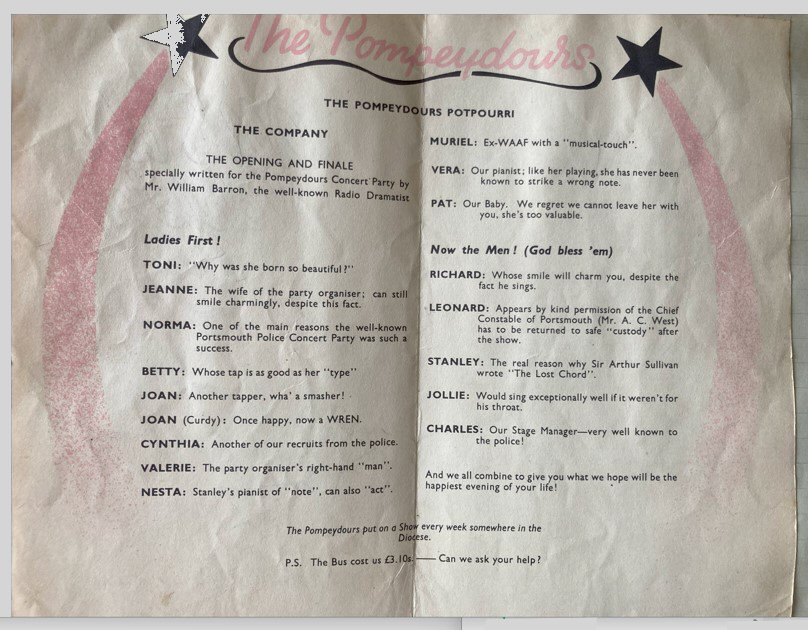 The Pompeydours
THE POMPEYDOURS POTPOURRI
THE COMPANY
THE OPENING AND FINALE
specially written for the Pompeydours Concert Party by
Mr. William Barron, the well-known Radio Dramatist
Ladies First !
TONI: "Why was she born so beautiful?"
JEANNE: The wife of the party organiser; can still
smile charmingly, despite this fact.
NORMA: One of the main reasons the well-known
Portsmouth Police Concert Party was such a
success.
BETTY: Whose tap is as good as her "type"
JOAN: Another tapper, wha' a smasher!
JOAN (Curdy): Once happy, now a WREN.
CYNTHIA: Another of our recruits from the police.
VALERIE: The party organiser's right-hand "man".
NESTA: Stanley's pianist of "note", can also "act".
MURIEL: Ex-WAAF with a "musical-touch".
VERA: Our pianist; like her playing, she has never been
known to strike a wrong note.
PAT: Our Baby. We regret we cannot leave her with
you, she's too valuable.
Now the Men ! (God bless 'em)
RICHARD: Whose smile will charm you, despite the
fact he sings.
LEONARD: Appears by kind permission of the Chief
Constable of Portsmouth (Mr. A. C. West)
has to be returned to safe "custody" after
the show.
STANLEY: The real reason why Sir Arthur Sullivan
wrote "The Lost Chord".
JOLLIE: Would sing exceptionally well if it weren't for
his throat.
CHARLES: Our Stage Manager—very well known to
the police!
And we all combine to give you what we hope will be the
happiest evening of your life!
The Pompeydours put on a Show every week somewhere in the
Diocese.
P.S. The Bus cost us £3.10s. —— Can we ask your help?